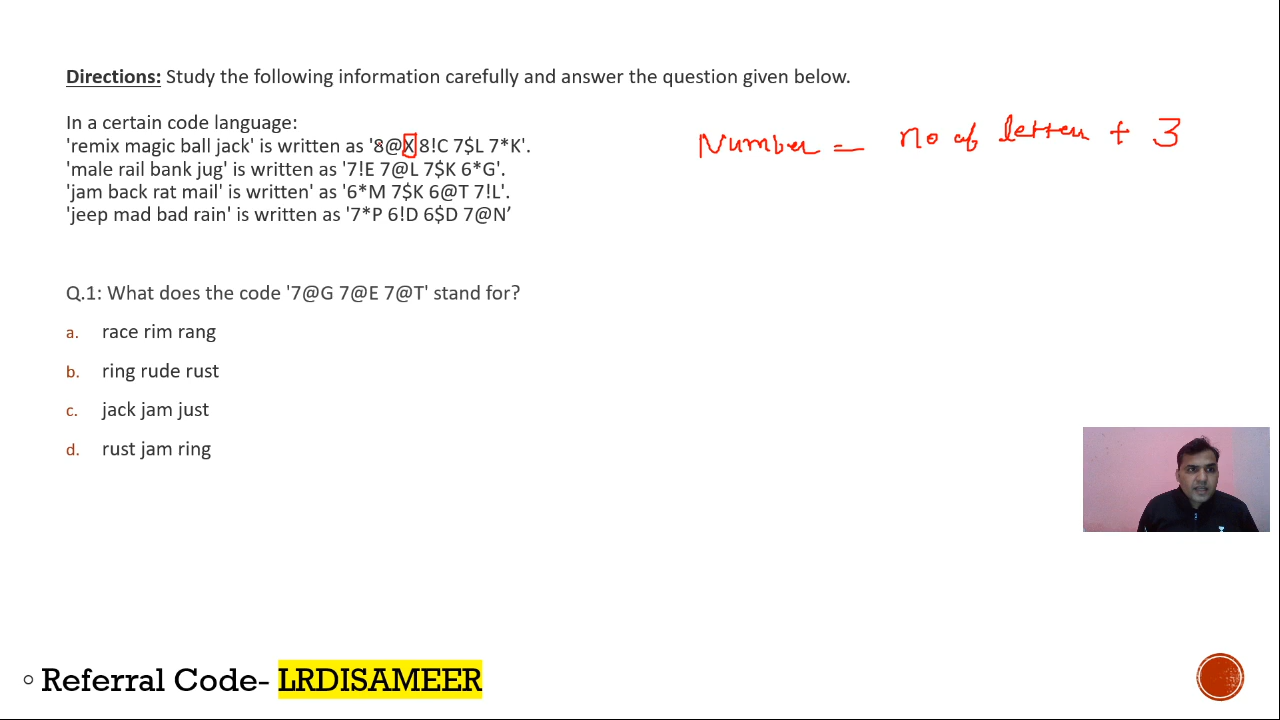 Directions: Study the following information carefully and answer the question given below.
In a certain code language:
'remix magic ball jack' is written as '8@X 8!C 7$L 7*K'.
'male rail bank jug' is written as '7!E 7@L 7$K 6*G'.
'jam back rat mail' is written' as '6*M 7$K 6@T 7!L'.
'jeep mad bad rain' is written as '7*P 6!D 6$D 7@N’
Number = no of letter + 3
Q.1: What does the code '7@G 7@E 7@T' stand for?
a. race rim rang
b. ring rude rust
c. jack jam just
d. rust jam ring
◦ Referral Code- LRDISAMEER